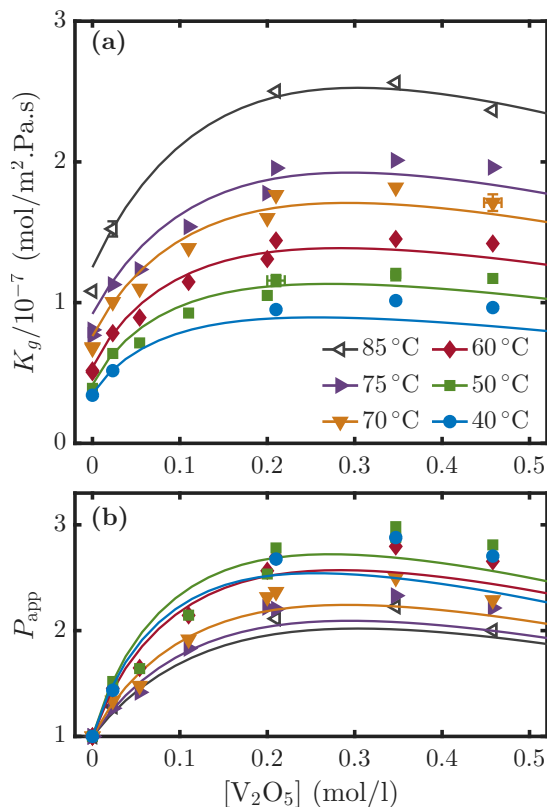 (a)
3
2
1
0
K_g/10⁻⁷ (mol/m².Pa.s)
85 °C 60 °C
75 °C 50 °C
70 °C 40 °C
0 0.1 0.2 0.3 0.4 0.5
(b)
3
2
1
P_app
0 0.1 0.2 0.3 0.4 0.5
[V₂O₅] (mol/l)